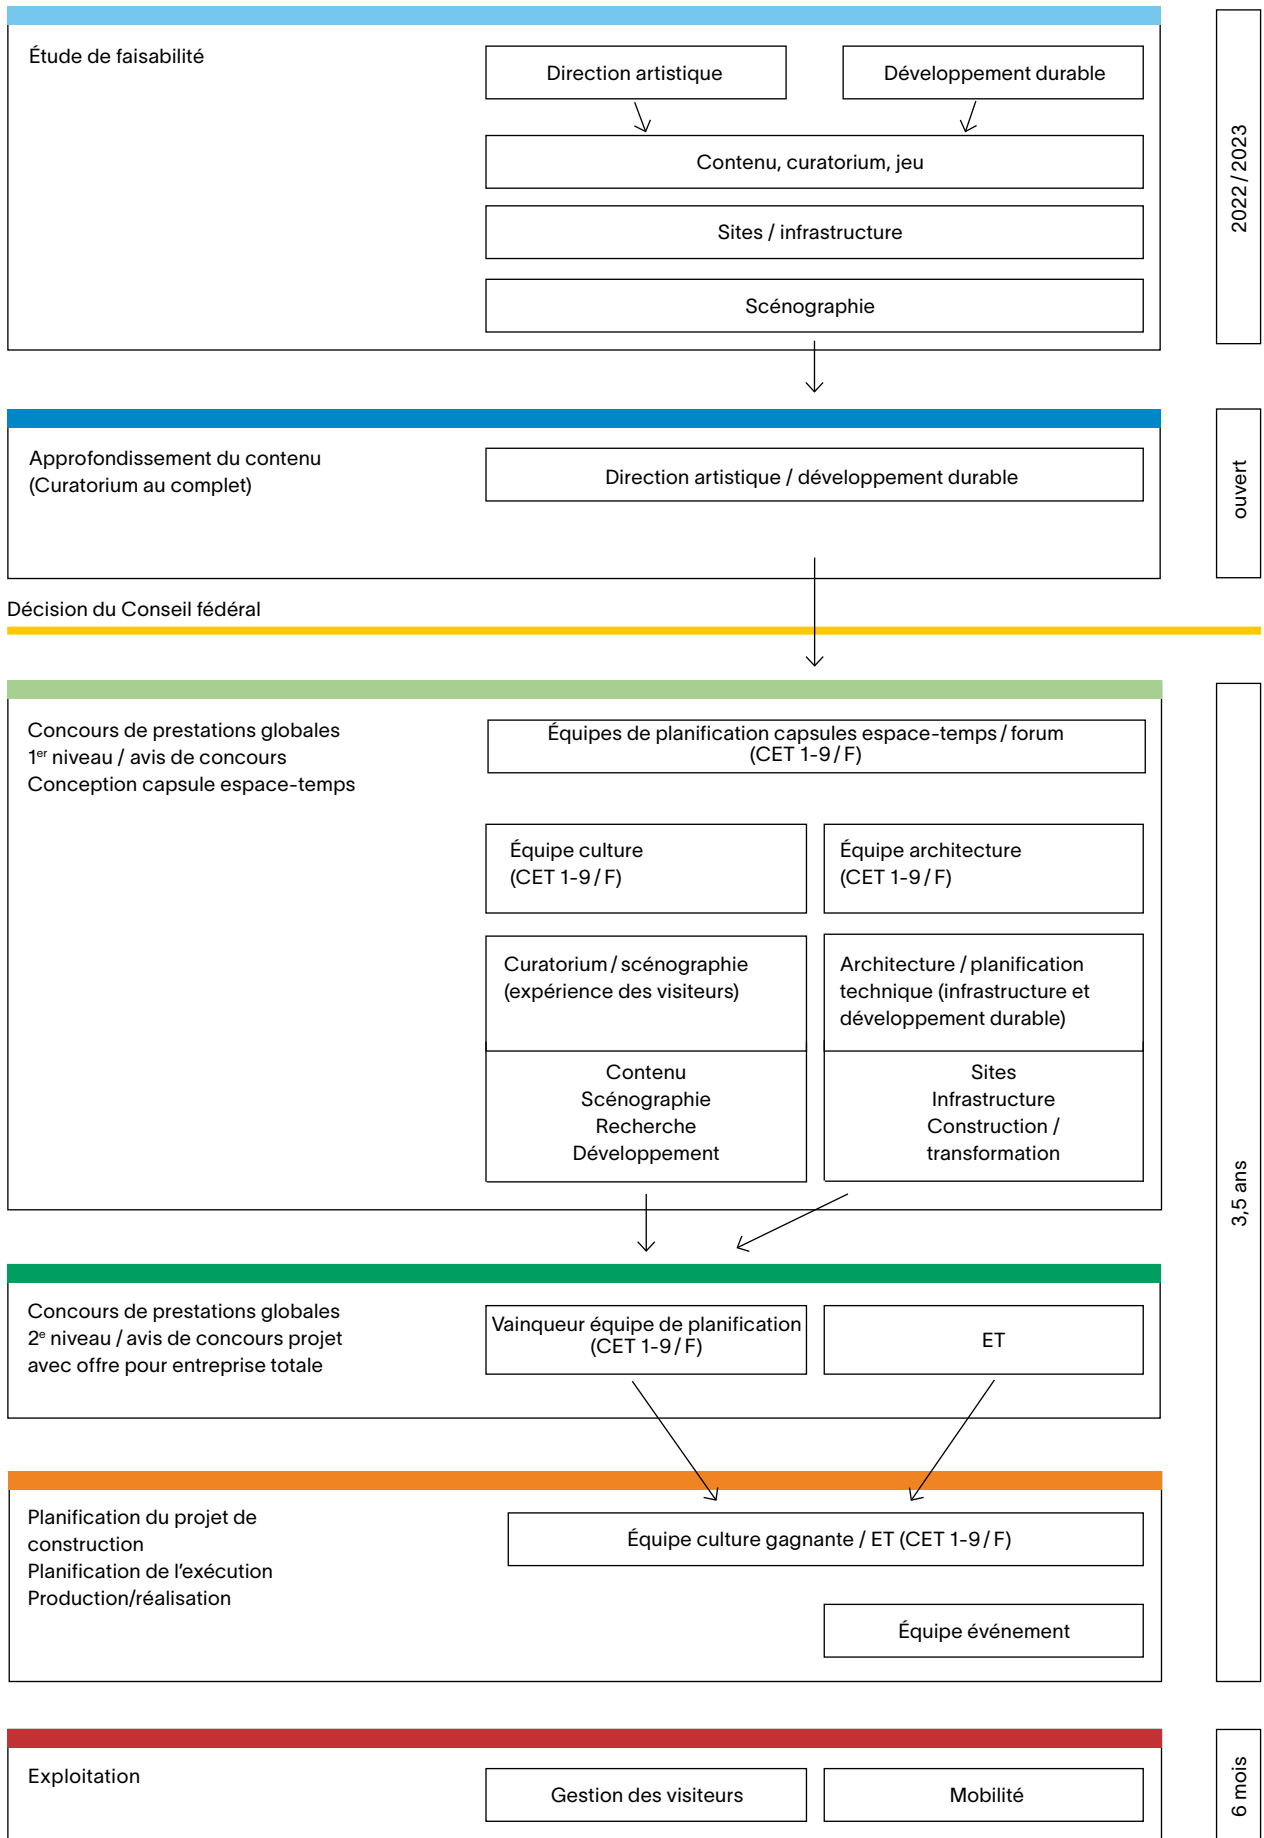 Étude de faisabilité
Direction artistique
Développement durable
Contenu, curatorium, jeu
Sites / infrastructure
Scénographie
2022 / 2023
Approfondissement du contenu
(Curatorium au complet)
Direction artistique / développement durable
ouvert
Décision du Conseil fédéral
Concours de prestations globales
1er niveau / avis de concours
Conception capsule espace-temps
Équipes de planification capsules espace-temps / forum
(CET 1-9 / F)
Équipe culture
(CET 1-9 / F)
Équipe architecture
(CET 1-9 / F)
Curatorium / scénographie
(expérience des visiteurs)
Architecture / planification
technique (infrastructure et
développement durable)
Contenu
Scénographie
Recherche
Développement
Sites
Infrastructure
Construction /
transformation
3,5 ans
Concours de prestations globales
2e niveau / avis de concours projet
avec offre pour entreprise totale
Vainqueur équipe de planification
(CET 1-9 / F)
ET
Planification du projet de
construction
Planification de l'exécution
Production/réalisation
Équipe culture gagnante / ET (CET 1-9 / F)
Équipe événement
Exploitation
Gestion des visiteurs
Mobilité
6 mois